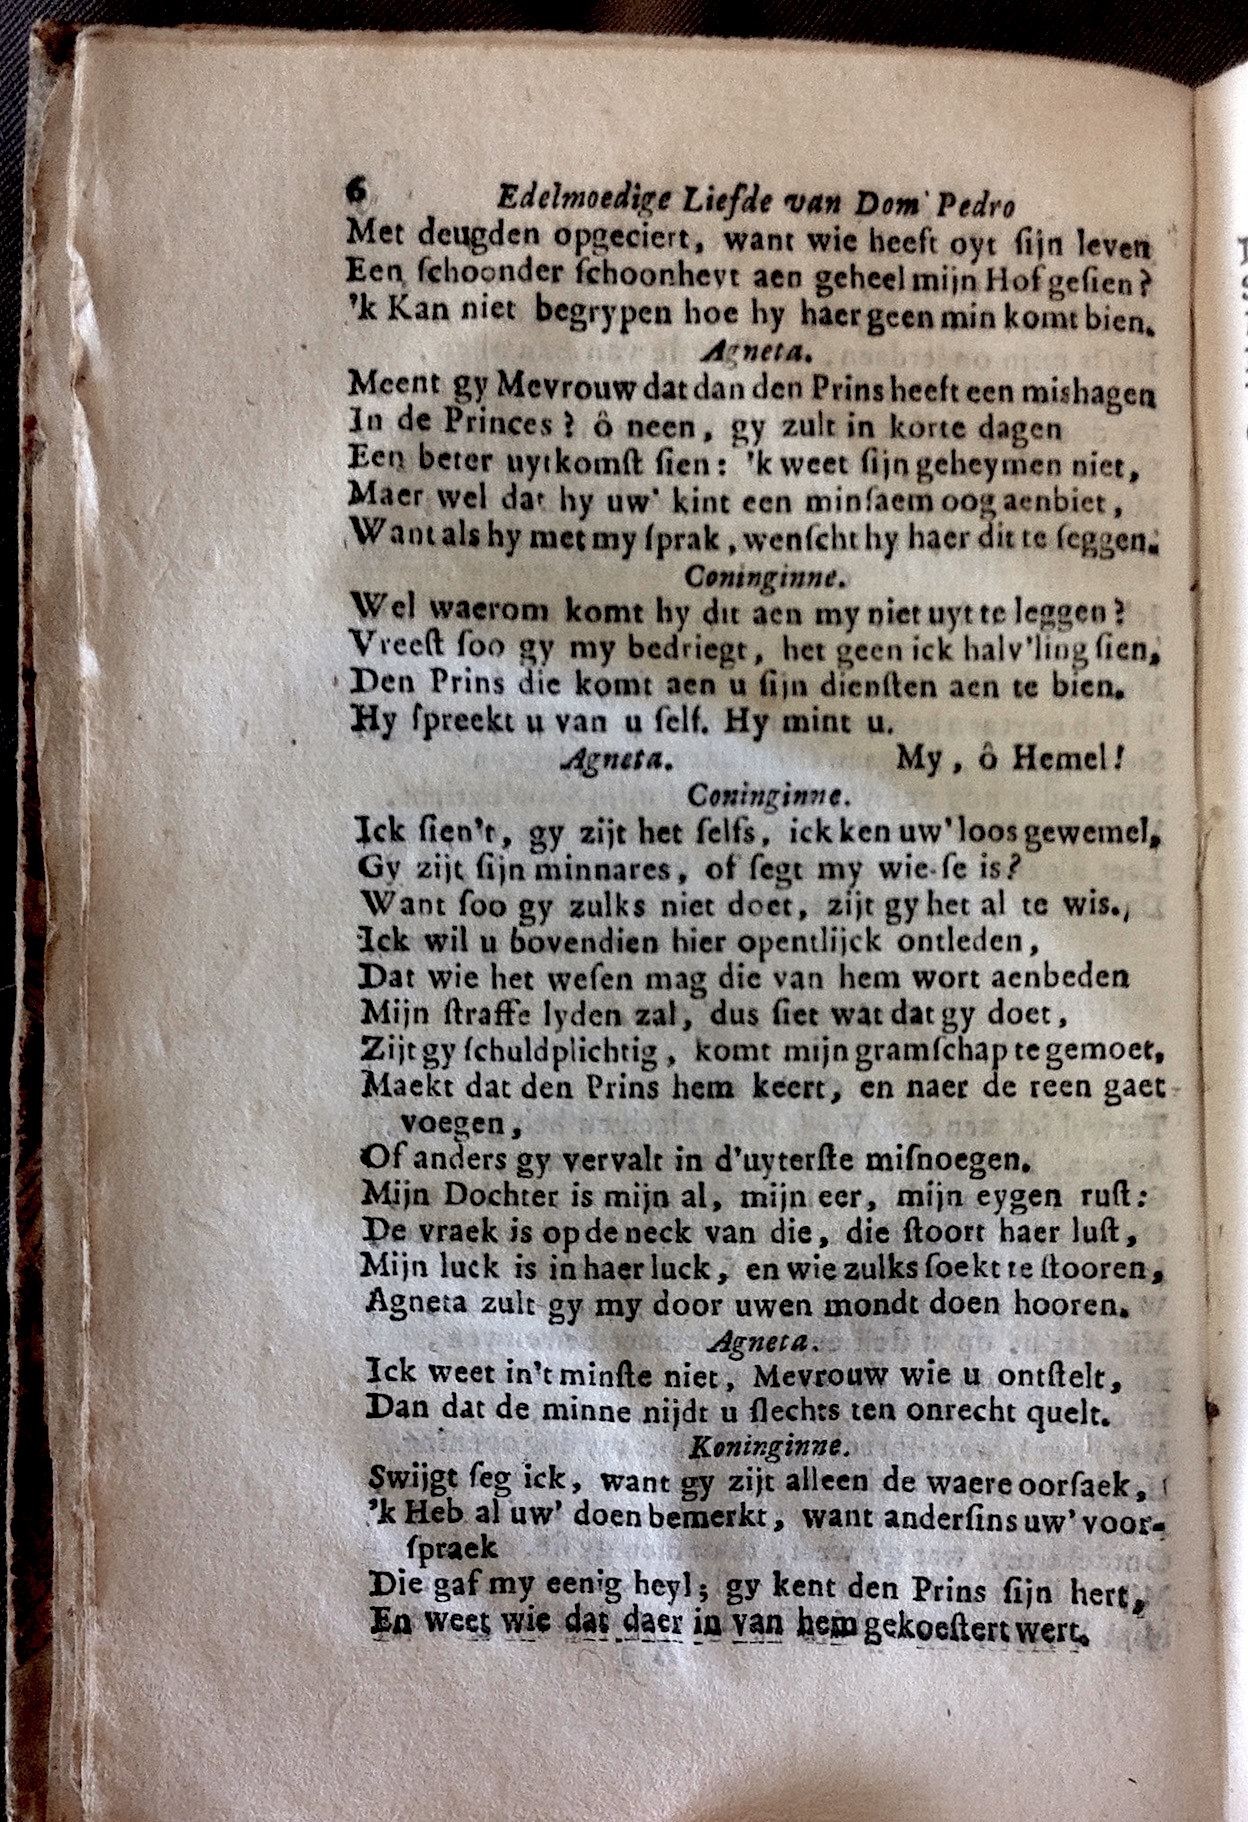 6 Edelmoedige Liefde van Dom Pedro
Met deugden opgeciert, want wie heeft oyt ſijn leven
Een ſchoonder ſchoonheyt aen geheel mijn Hof geſien?
'k Kan niet begrypen hoe hy haer geen min komt bien.
Agneta.
Meent gy Mevrouw dat dan den Prins heeft een mishagen
In de Princes? ô neen, gy zult in korte dagen
Een beter uytkomſt ſien: 'k weet ſijn geheymen niet,
Maer wel dat hy uw' kint een minſaem oog aenbiet,
Want als hy met my ſprak, wenſcht hy haer dit te ſeggen.
Coninginne.
Wel waerom komt hy dit aen my niet uyt te leggen?
Vreeſt ſoo gy my bedriegt, het geen ick halv'ling ſien,
Den Prins die komt aen u ſijn dienſten aen te bien.
Hy ſpreekt u van u ſelf. Hy mint u.
Agneta. My, ô Hemel!
Coninginne.
Ick ſien't, gy zijt het ſelfs, ick ken uw' loos gewemel,
Gy zijt ſijn minnares, of ſegt my wie ſe is?
Want ſoo gy zulks niet doet, zijt gy het al te wis.,
Ick wil u bovendien hier opentlijck ontleden,
Dat wie het weſen mag die van hem wort aenbeden
Mijn ſtraffe lyden zal, dus ſiet wat dat gy doet,
Zijt gy ſchuldplichtig, komt mijn gramſchap te gemoet,
Maekt dat den Prins hem keert, en naer de reen gaet
voegen,
Of anders gy vervalt in d'uyterſte miſnoegen.
Mijn Dochter is mijn al, mijn eer, mijn eygen ruſt:
De vraek is op de neck van die, die ſtoort haer luſt,
Mijn luck is in haer luck, en wie zulks ſoekt te ſtooren,
Agneta zult gy my door uwen mondt doen hooren.
Agneta.
Ick weet in't minſte niet, Mevrouw wie u ontſtelt,
Dan dat de minne nijdt u ſlechts ten onrecht quelt.
Koninginne.
Swijgt ſeg ick, want gy zijt alleen de waere oorſaek,
'k Heb al uw' doen bemerkt, want anderſins uw' voor-
ſpraek
Die gaf my eenig heyl; gy kent den Prins ſijn hert,
En weet wie dat daer in van hem gekoeſtert wert.